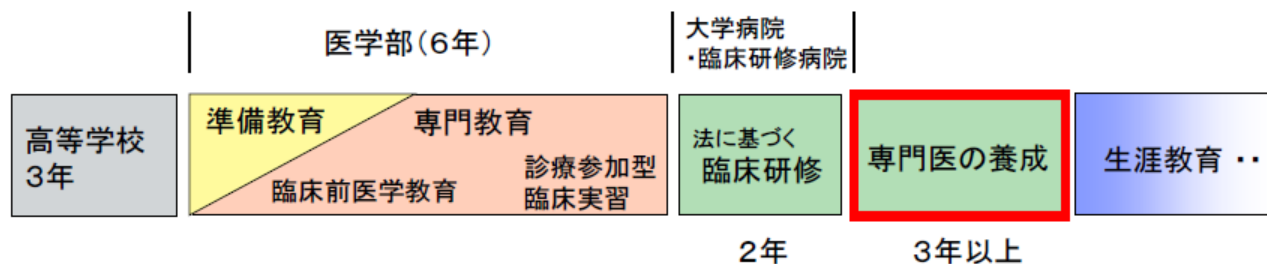 医学部(6年)
大学病院
・臨床研修病院
高等学校
3年
準備教育
専門教育
臨床前医学教育
診療参加型
臨床実習
法に基づく
臨床研修
専門医の養成
生涯教育 ‥
2年
3年以上